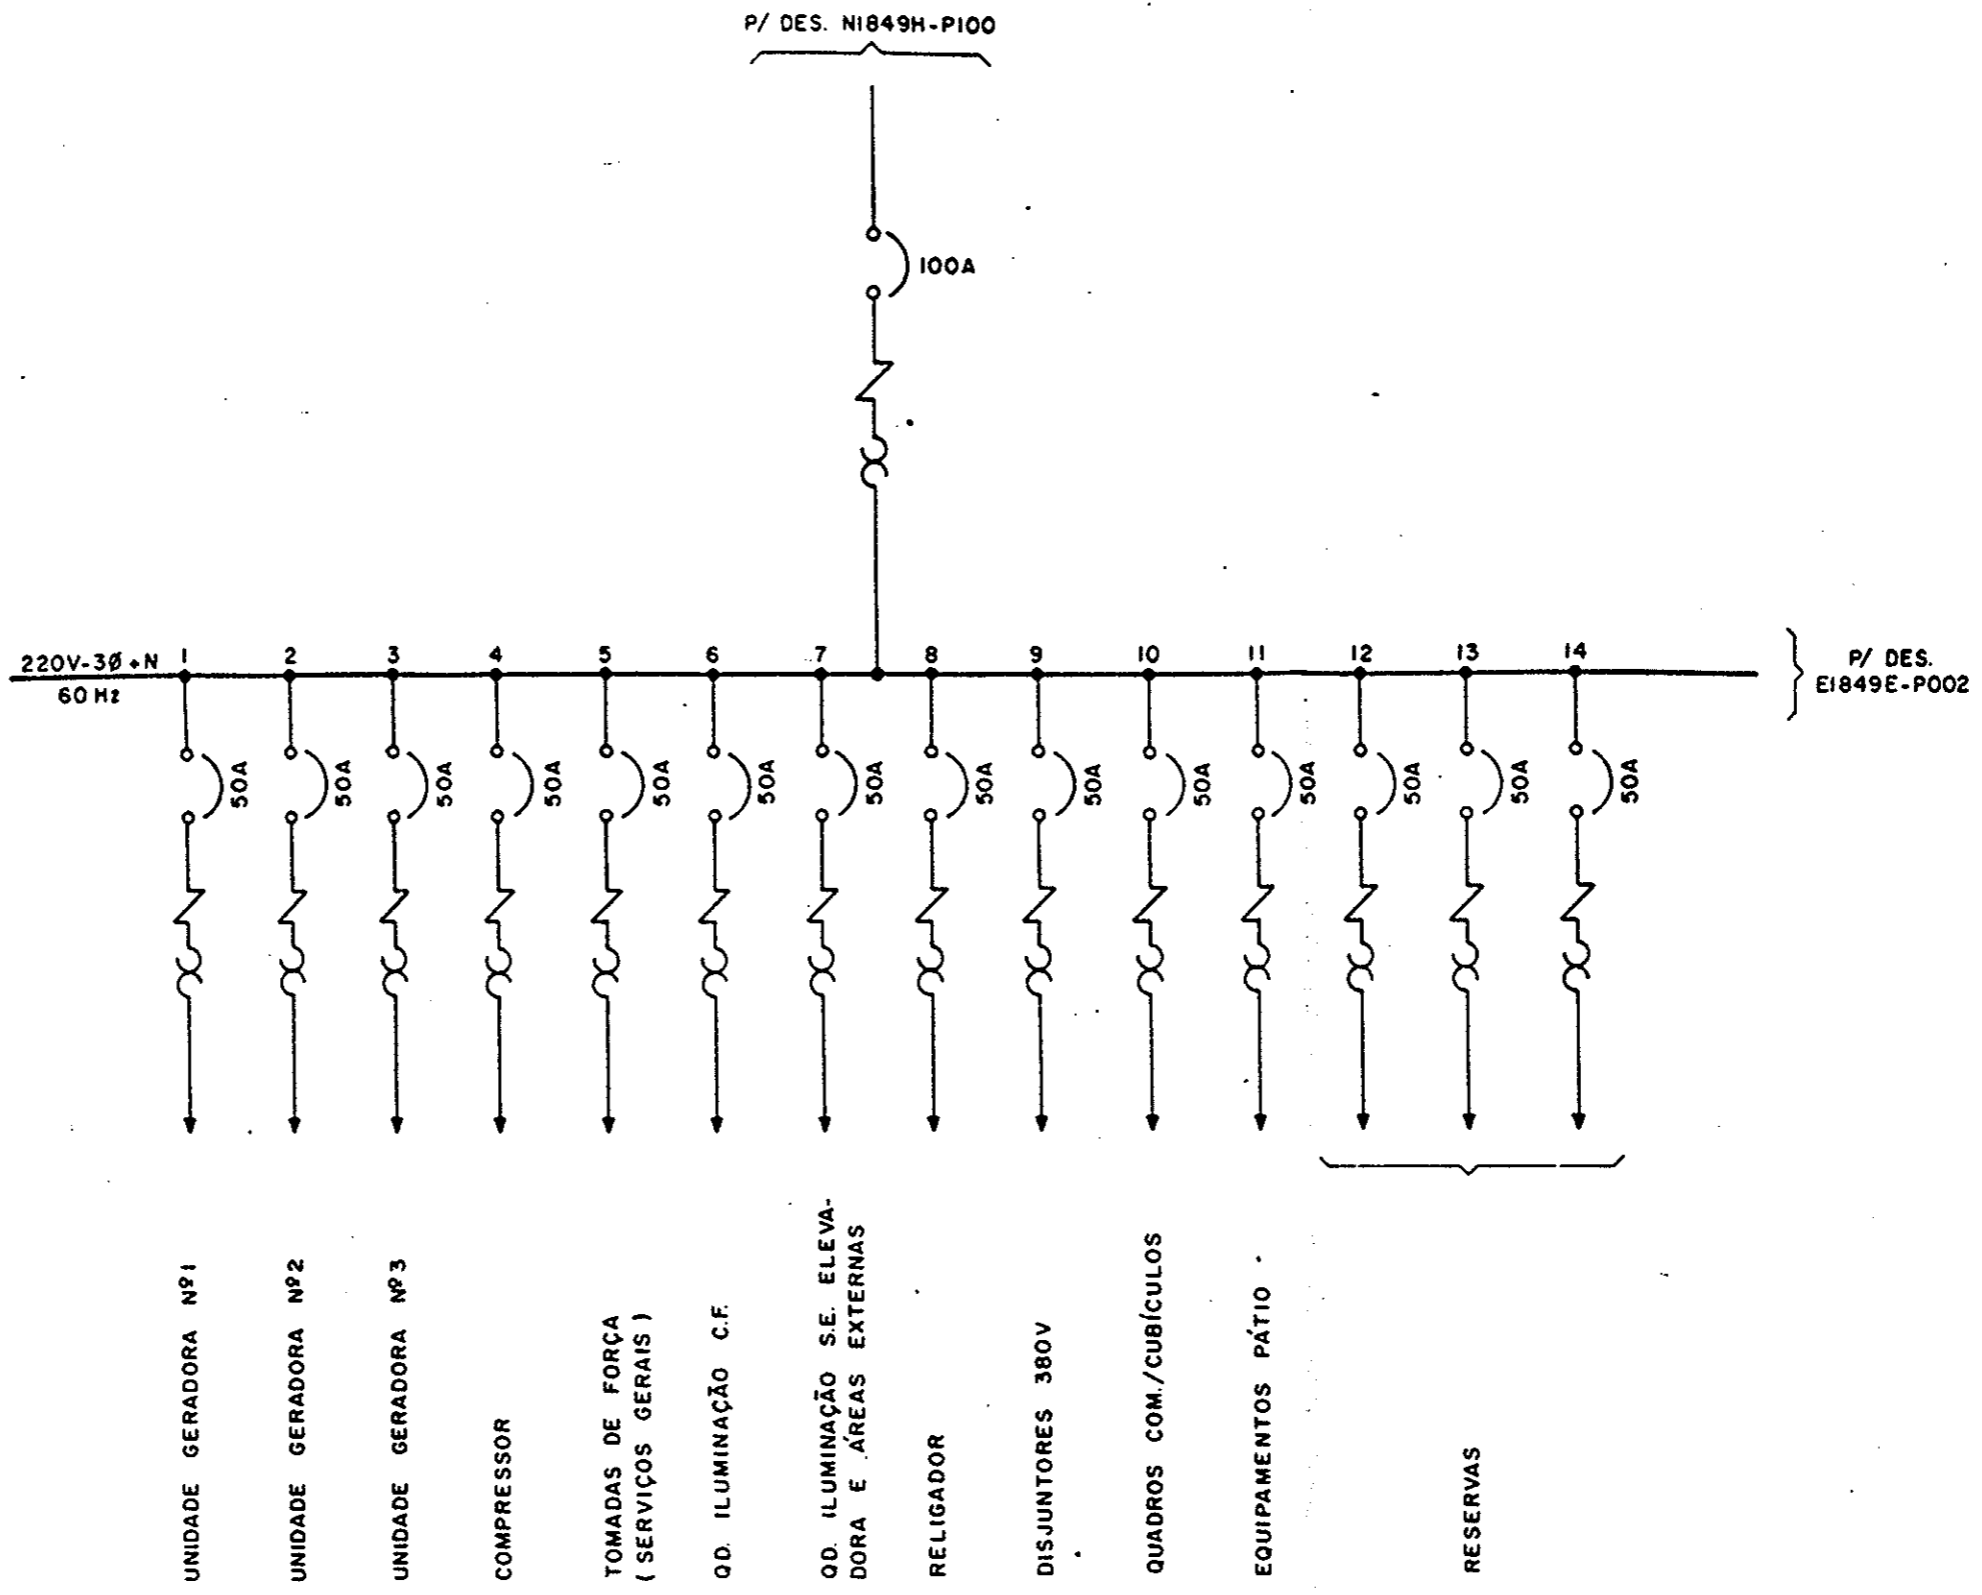 P/ DES. N1849H-P100
100A
220V-3Ø+N
60 Hz
1
2
3
4
5
6
7
8
9
10
11
12
13
14
P/ DES.
E1849E-P002
50A
50A
50A
50A
50A
50A
50A
50A
50A
50A
50A
50A
50A
50A
UNIDADE GERADORA Nº1
UNIDADE GERADORA Nº2
UNIDADE GERADORA Nº3
COMPRESSOR
TOMADAS DE FORÇA
( SERVIÇOS GERAIS )
QD. ILUMINAÇÃO C.F.
QD. ILUMINAÇÃO S.E. ELEVA-
DORA E ÁREAS EXTERNAS
RELIGADOR
DISJUNTORES 380V
QUADROS COM./CUBÍCULOS
EQUIPAMENTOS PÁTIO
RESERVAS